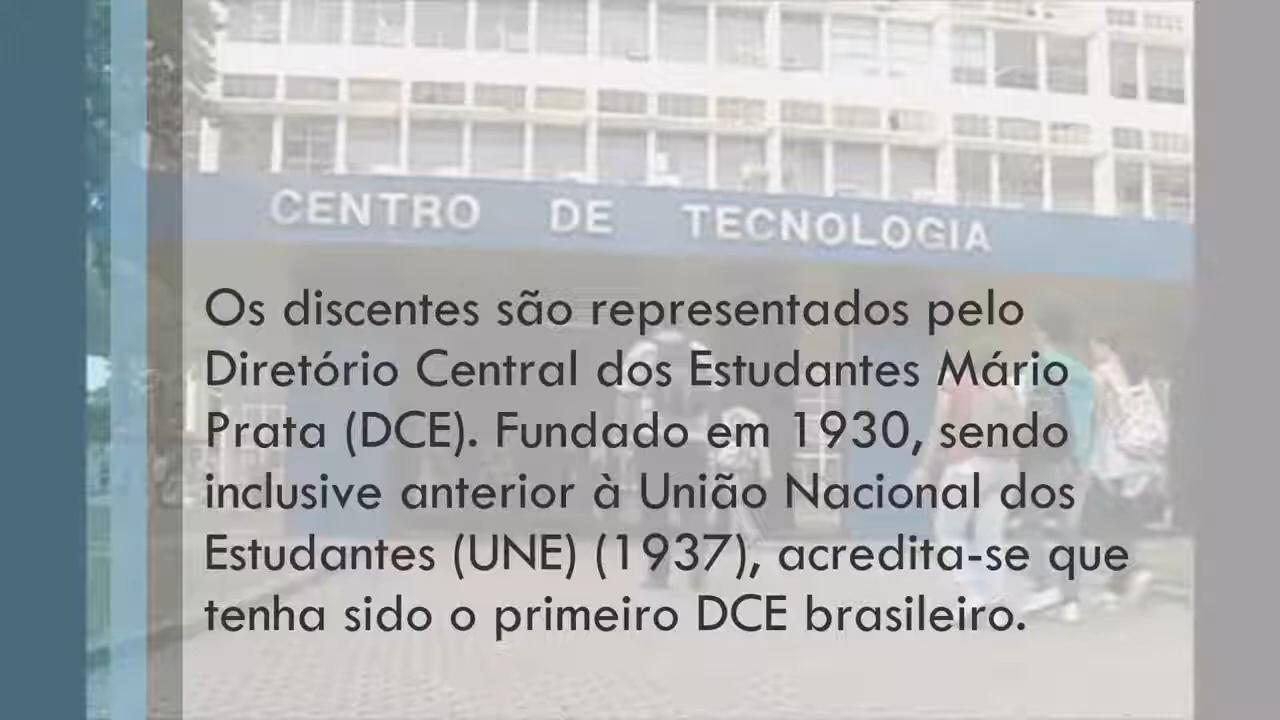 CENTRO DE TECNOLOGIA
Os discentes são representados pelo
Diretório Central dos Estudantes Mário
Prata (DCE). Fundado em 1930, sendo
inclusive anterior à União Nacional dos
Estudantes (UNE) (1937), acredita-se que
tenha sido o primeiro DCE brasileiro.